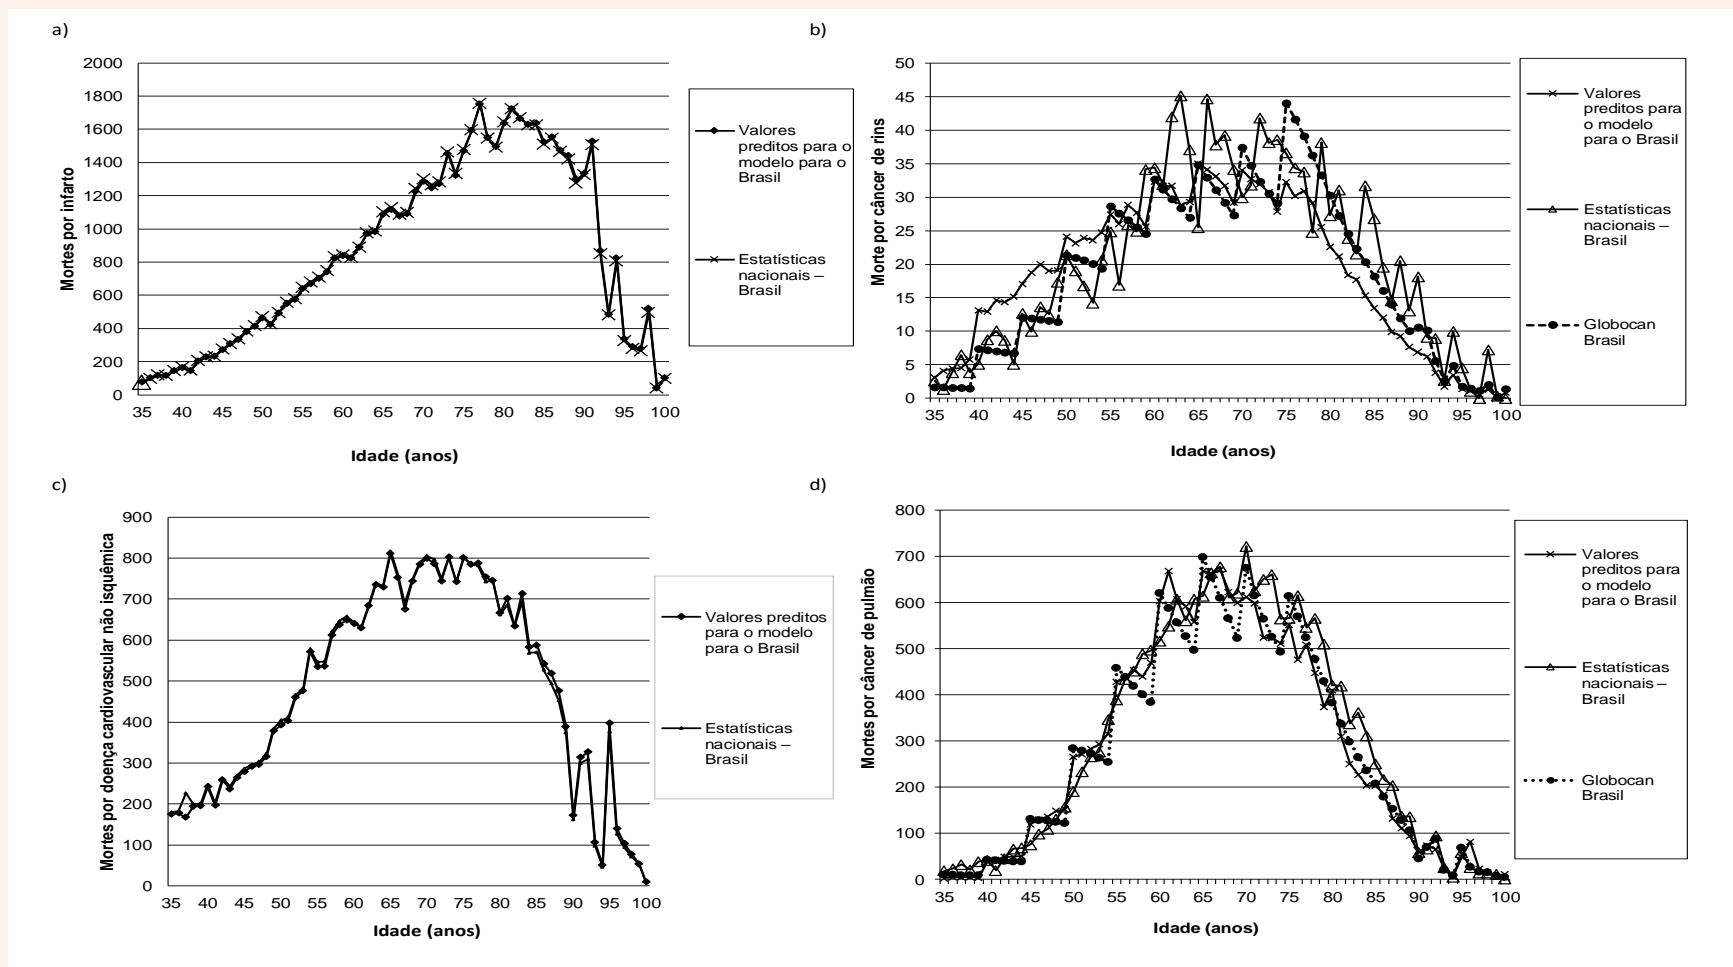 a)
Mortes por infarto
2000
1800
1600
1400
1200
1000
800
600
400
200
0
35 40 45 50 55 60 65 70 75 80 85 90 95 100
Idade (anos)
Valores
preditos para o
modelo para o
Brasil
Estatísticas
nacionais –
Brasil
b)
Morte por câncer de rins
50
45
40
35
30
25
20
15
10
5
0
35 40 45 50 55 60 65 70 75 80 85 90 95 100
Idade (anos)
Valores
preditos para
o modelo
para o Brasil
Estatísticas
nacionais –
Brasil
Globocan
Brasil
c)
Mortes por doença cardiovascular não isquêmica
900
800
700
600
500
400
300
200
100
0
35 40 45 50 55 60 65 70 75 80 85 90 95 100
Idade (anos)
Valores preditos
para o modelo
para o Brasil
Estatísticas
nacionais –
Brasil
d)
Mortes por câncer de pulmão
800
700
600
500
400
300
200
100
0
35 40 45 50 55 60 65 70 75 80 85 90 95 100
Idade (anos)
Valores
preditos para
o modelo
para o Brasil
Estatísticas
nacionais –
Brasil
Globocan
Brasil